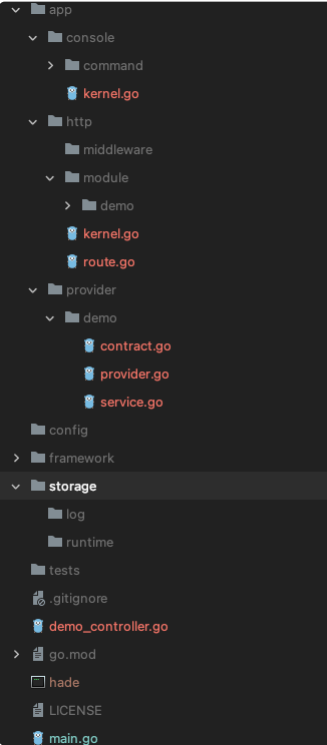 app
console
command
kernel.go
http
middleware
module
demo
kernel.go
route.go
provider
demo
contract.go
provider.go
service.go
config
framework
storage
log
runtime
tests
.gitignore
demo_controller.go
go.mod
hade
LICENSE
main.go